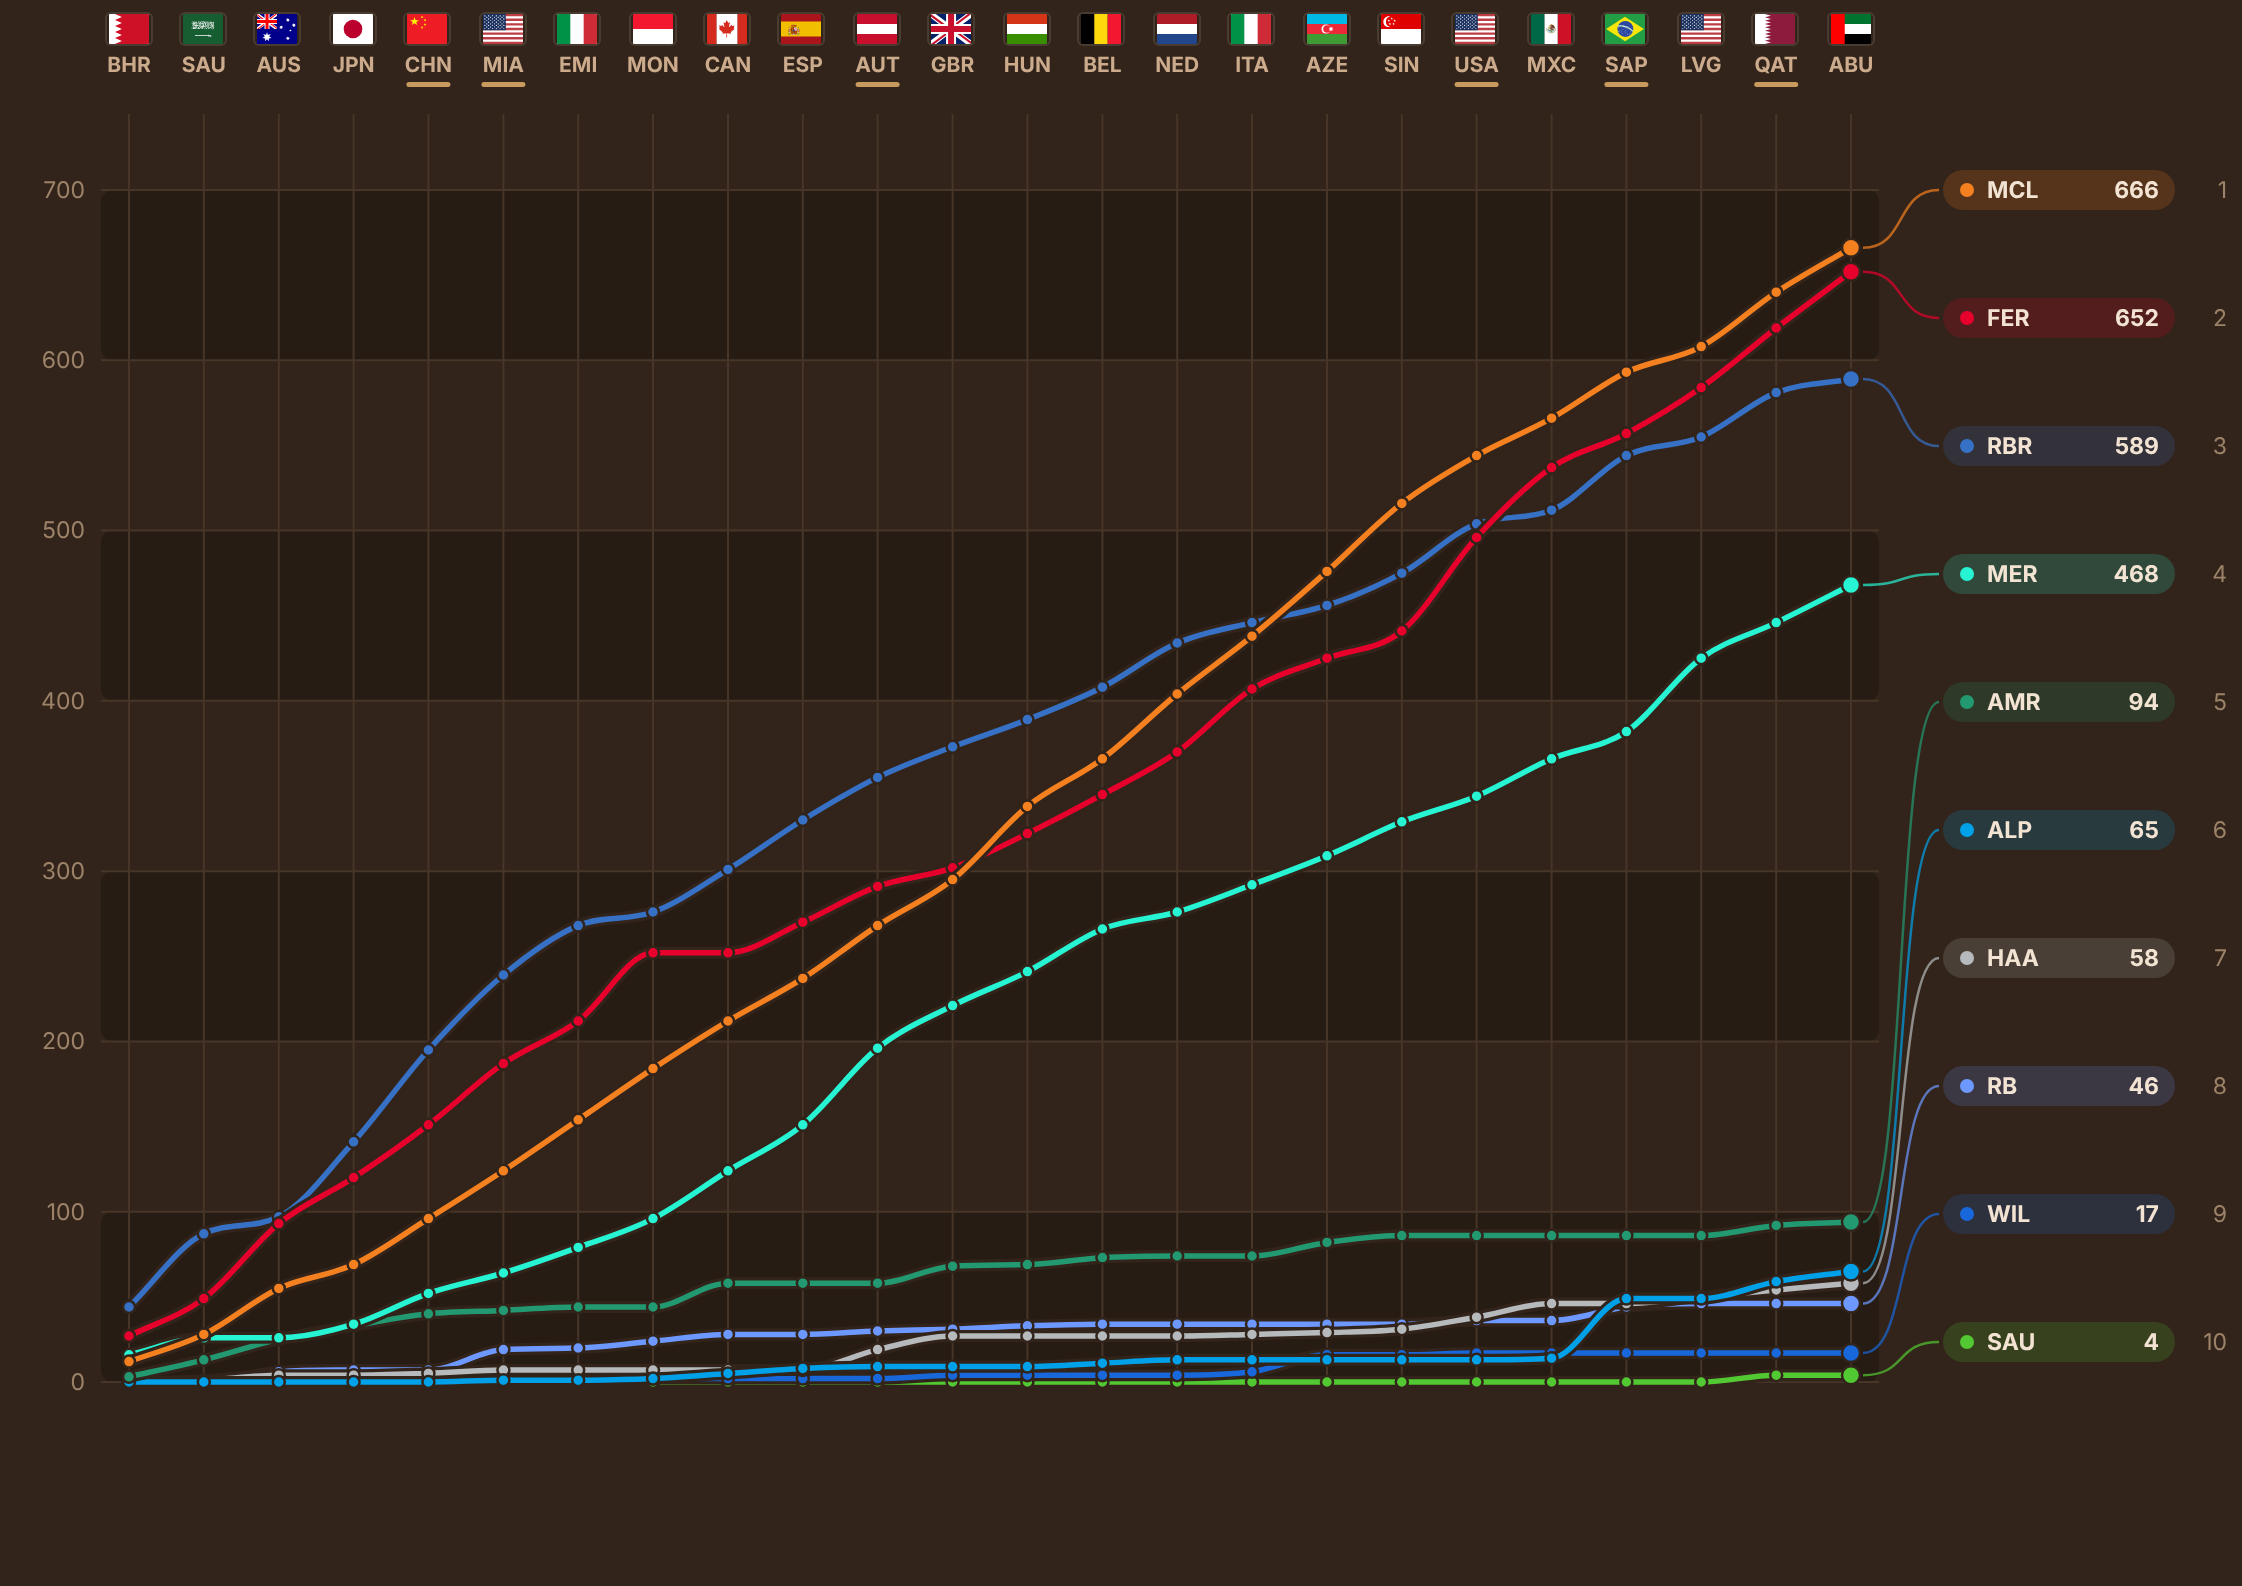 BHR SAU AUS JPN CHN MIA EMI MON CAN ESP AUT GBR HUN BEL NED ITA AZE SIN USA MXC SAP LVG QAT ABU
700
600
500
400
300
200
100
0
MCL 666 1
FER 652 2
RBR 589 3
MER 468 4
AMR 94 5
ALP 65 6
HAA 58 7
RB 46 8
WIL 17 9
SAU 4 10